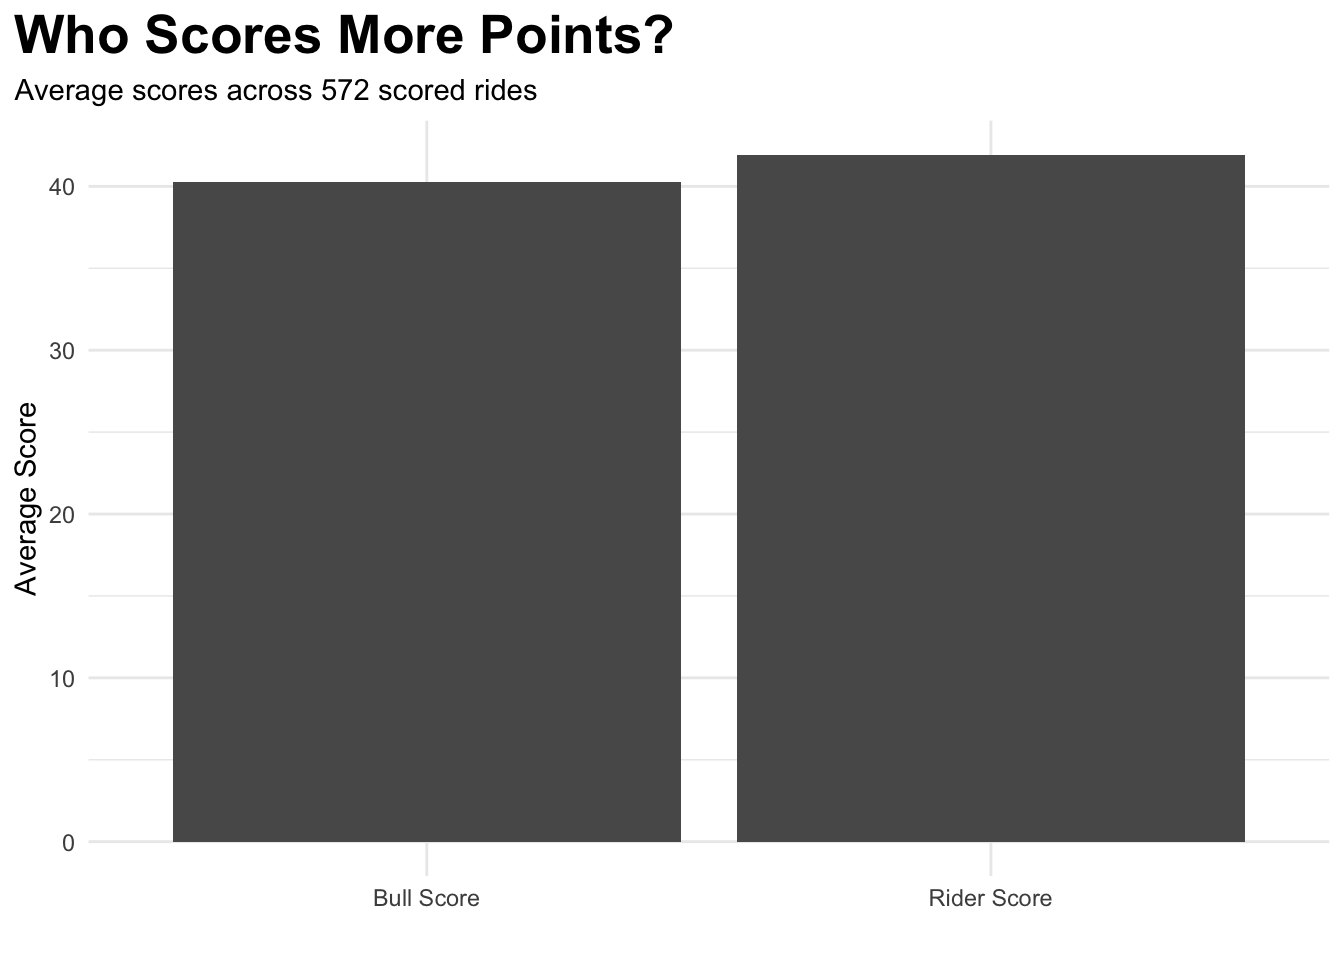 Who Scores More Points?
Average scores across 572 scored rides
Average Score
40
30
20
10
0
Bull Score
Rider Score